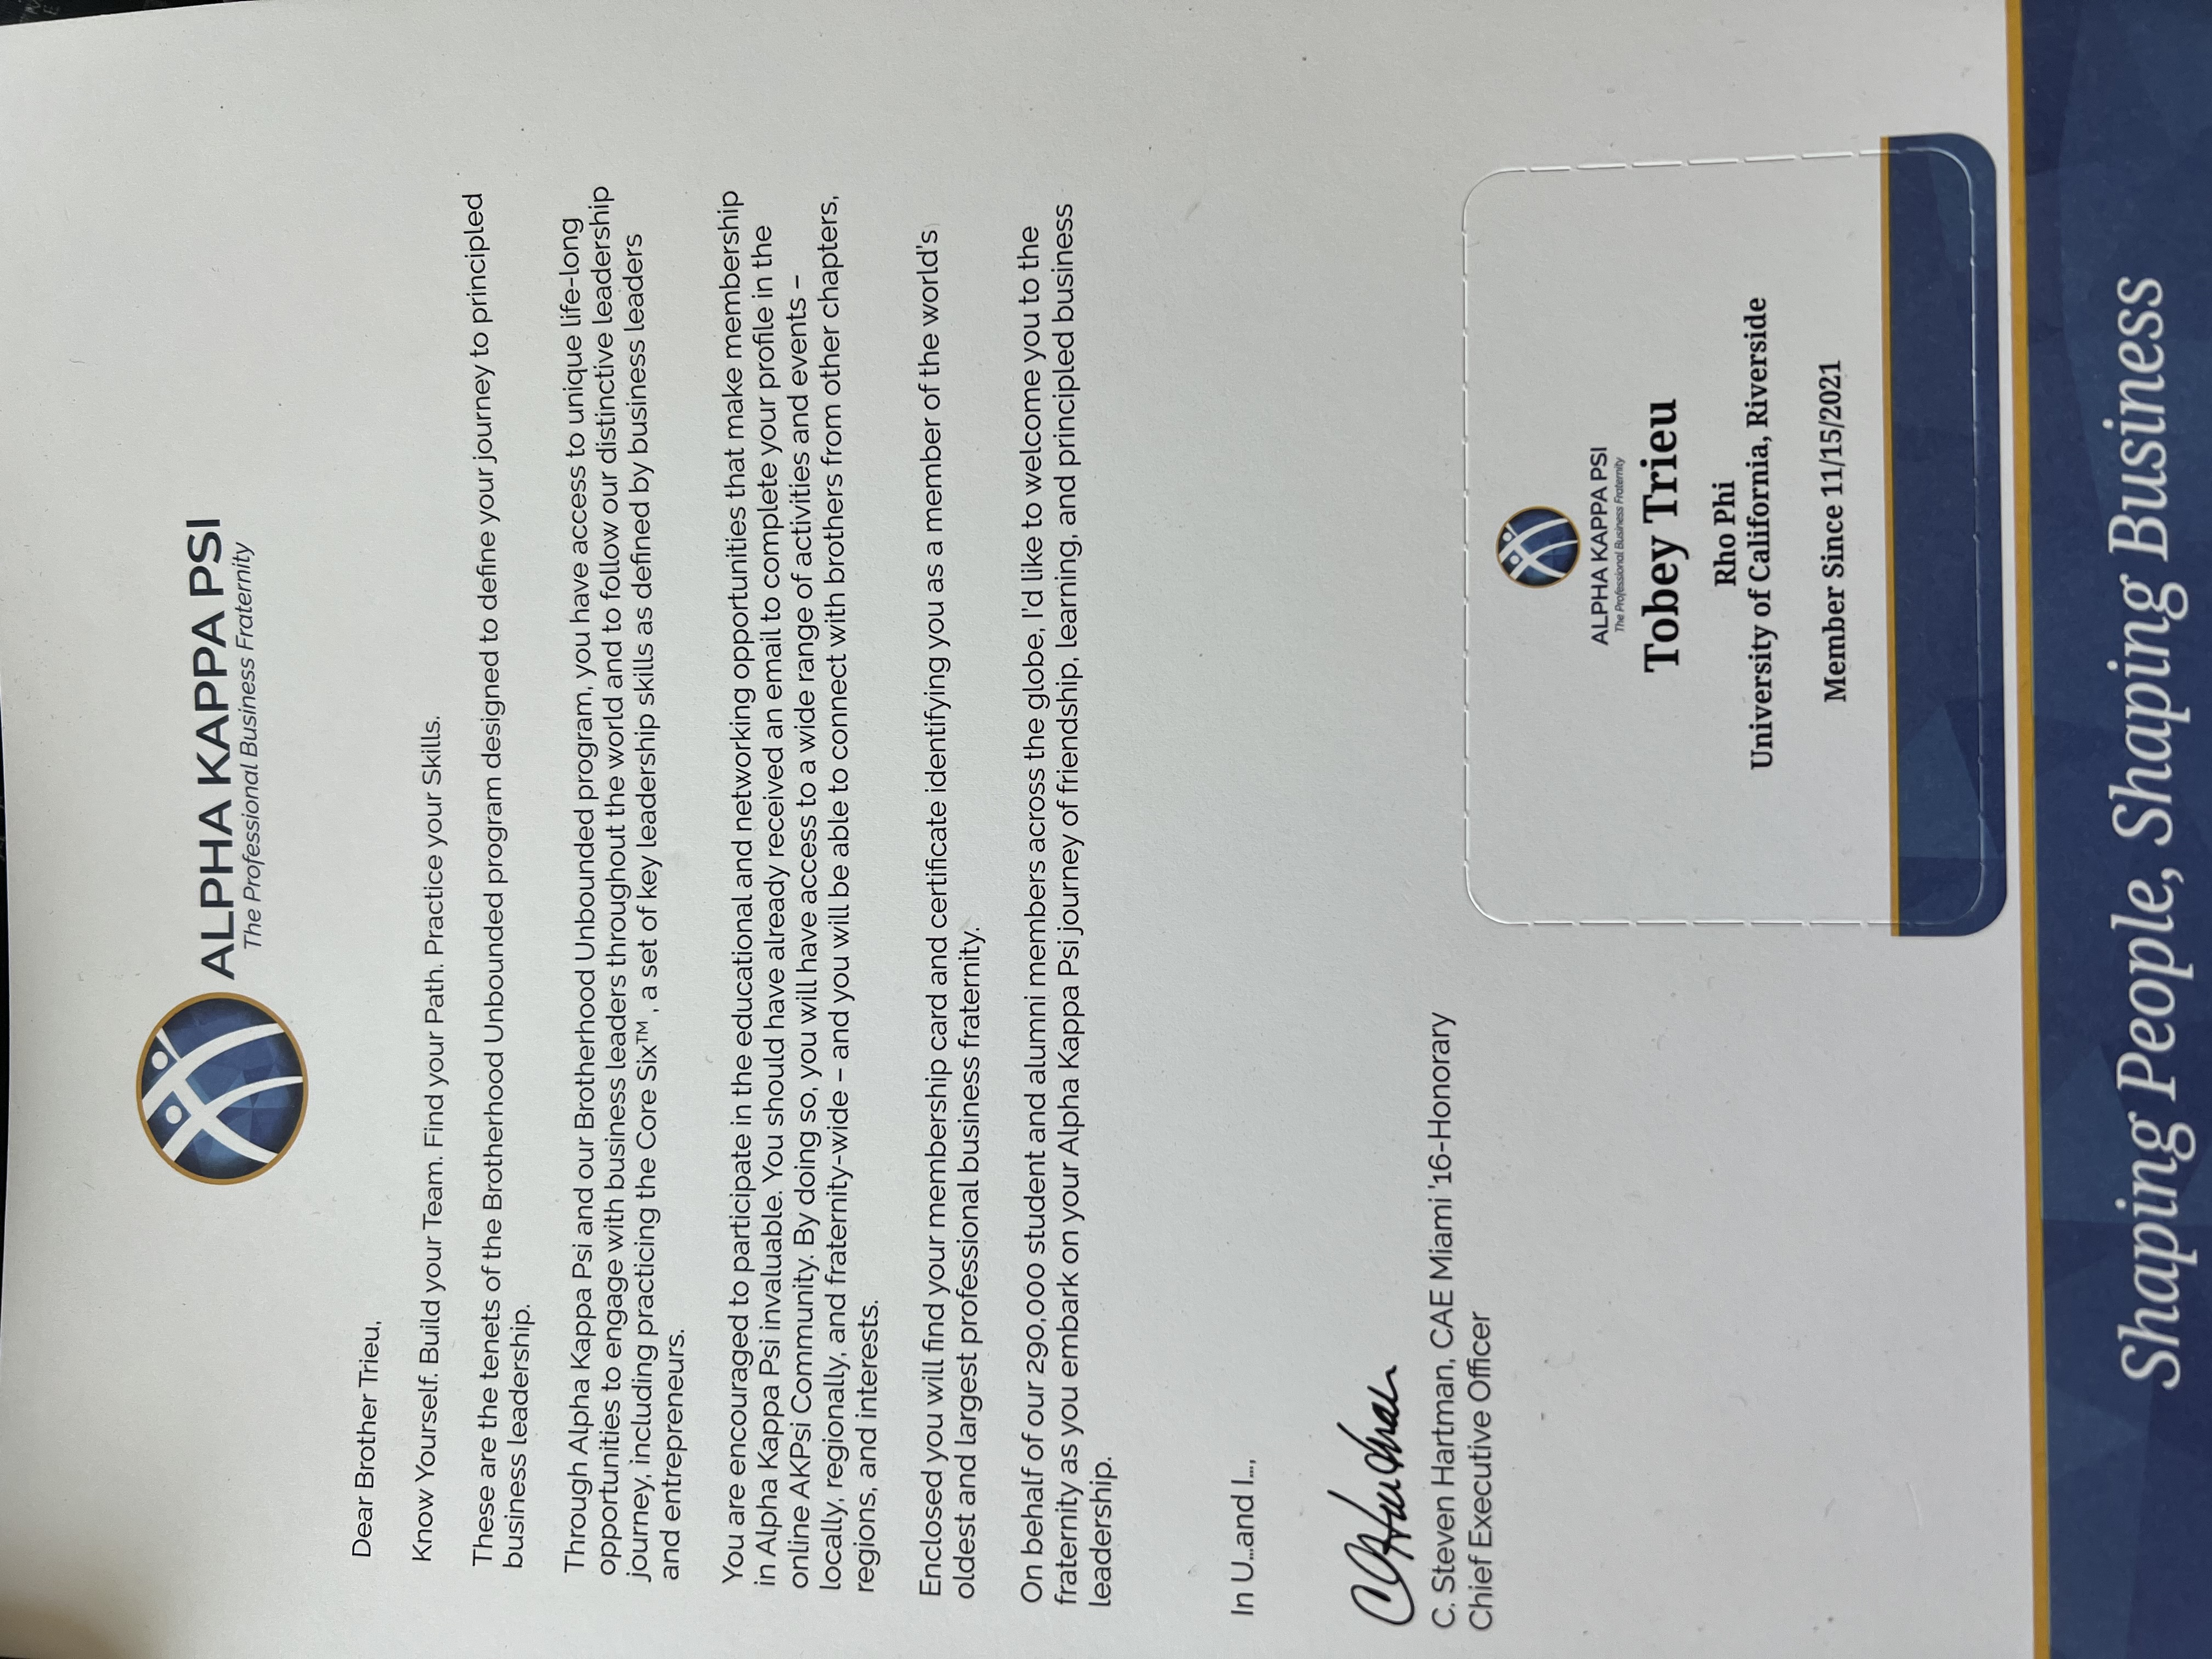 ALPHA KAPPA PSI
The Professional Business Fraternity
Dear Brother Trieu,
Know Yourself. Build your Team. Find your Path. Practice your Skills.
These are the tenets of the Brotherhood Unbounded program designed to define your journey to principled
business leadership.
Through Alpha Kappa Psi and our Brotherhood Unbounded program, you have access to unique life-long
opportunities to engage with business leaders throughout the world and to follow our distinctive leadership
journey, including practicing the Core Six™ , a set of key leadership skills as defined by business leaders
and entrepreneurs.
You are encouraged to participate in the educational and networking opportunities that make membership
in Alpha Kappa Psi invaluable. You should have already received an email to complete your profile in the
online AKPsi Community. By doing so, you will have access to a wide range of activities and events –
locally, regionally, and fraternity-wide – and you will be able to connect with brothers from other chapters,
regions, and interests.
Enclosed you will find your membership card and certificate identifying you as a member of the world's
oldest and largest professional business fraternity.
On behalf of our 290,000 student and alumni members across the globe, I'd like to welcome you to the
fraternity as you embark on your Alpha Kappa Psi journey of friendship, learning, and principled business
leadership.
In U...and I...,
C. Steven Hartman, CAE Miami '16-Honorary
Chief Executive Officer
ALPHA KAPPA PSI
The Professional Business Fraternity
Tobey Trieu
Rho Phi
University of California, Riverside
Member Since 11/15/2021
Shaping People, Shaping Business